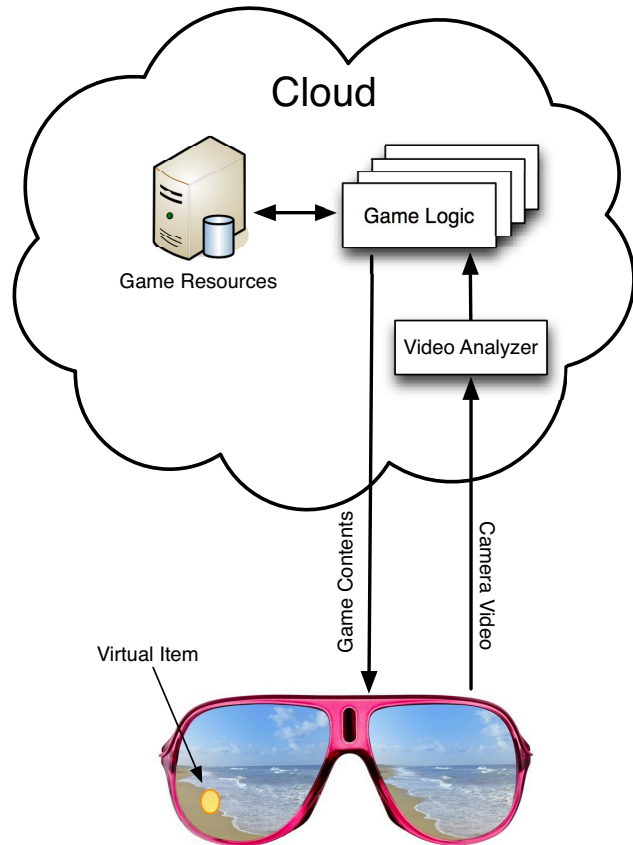 Cloud
Game Logic
Game Resources
Video Analyzer
Game Contents
Camera Video
Virtual Item